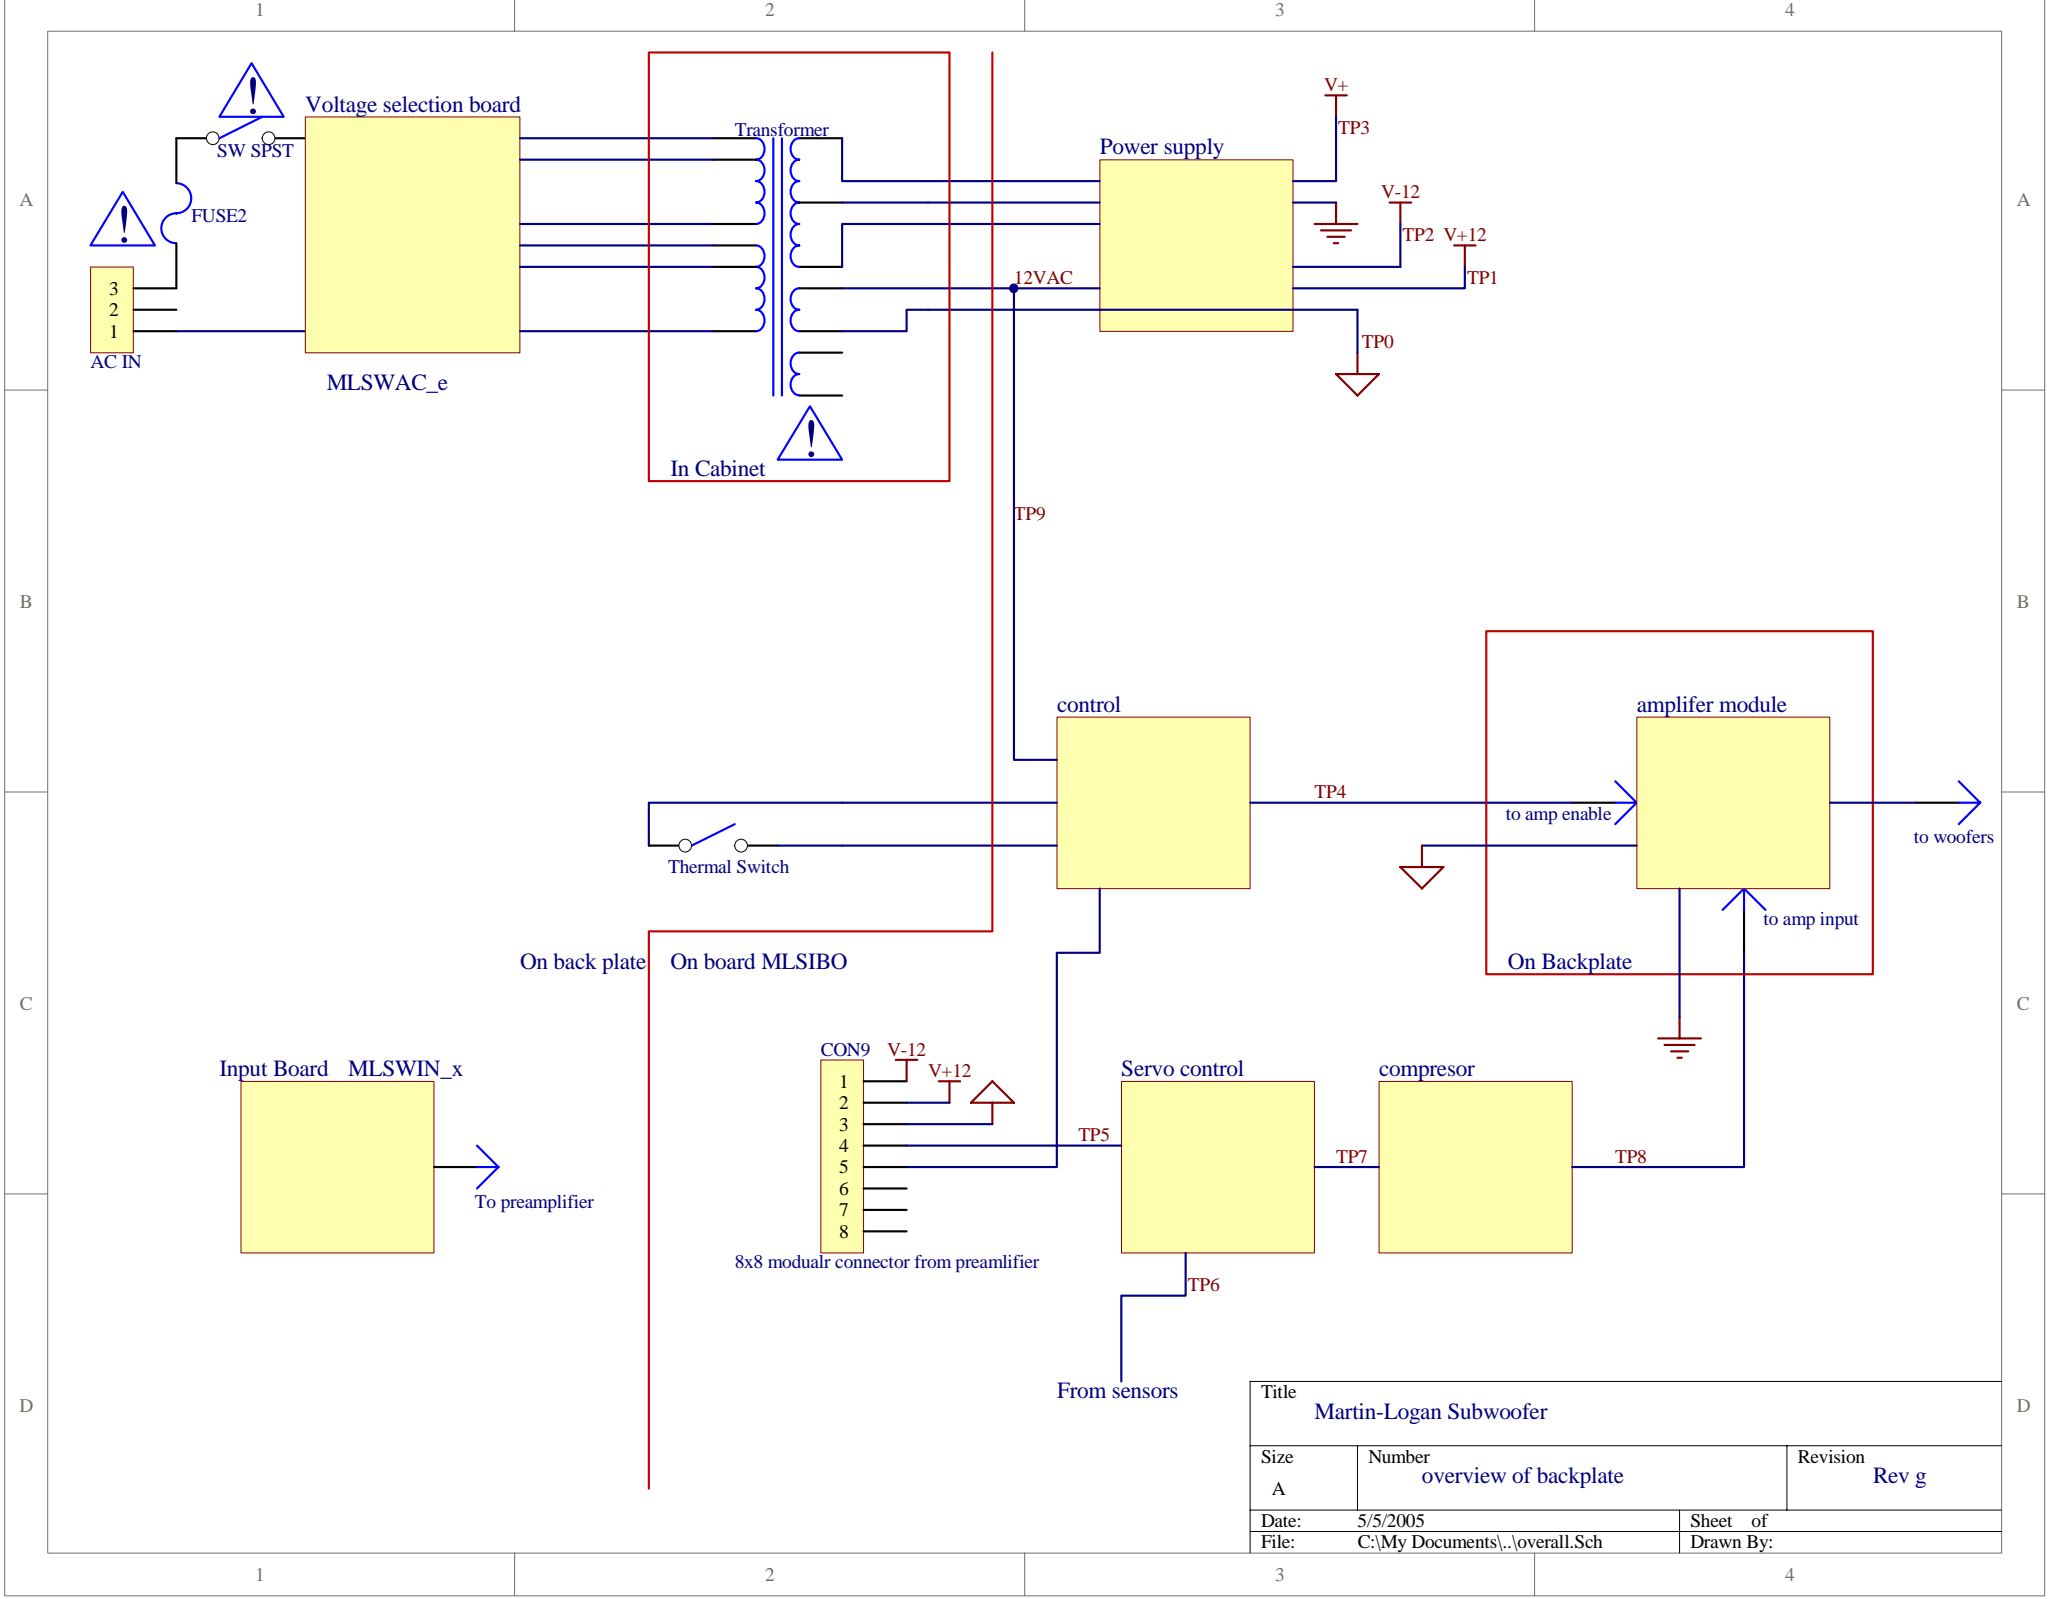 1 2 3 4
Voltage selection board
SW SPST
FUSE2
3
2
1
AC IN
MLSWAC_e
Transformer
In Cabinet
Power supply
V+
TP3
V-12
TP2
V+12
TP1
12VAC
TP0
A A
TP9
B B
control
amplifer module
TP4
to amp enable
to woofers
Thermal Switch
to amp input
On back plate
On board MLSIBO
On Backplate
C C
Input Board MLSWIN_x
To preamplifier
CON9
V-12
V+12
1
2
3
4
5
6
7
8
8x8 modualr connector from preamlifier
Servo control
compresor
TP5
TP7
TP8
TP6
From sensors
D D
Title
Martin-Logan Subwoofer
Size
A
Number
overview of backplate
Revision
Rev g
Date: 5/5/2005
Sheet of
File: C:\My Documents\..\overall.Sch
Drawn By:
1 2 3 4